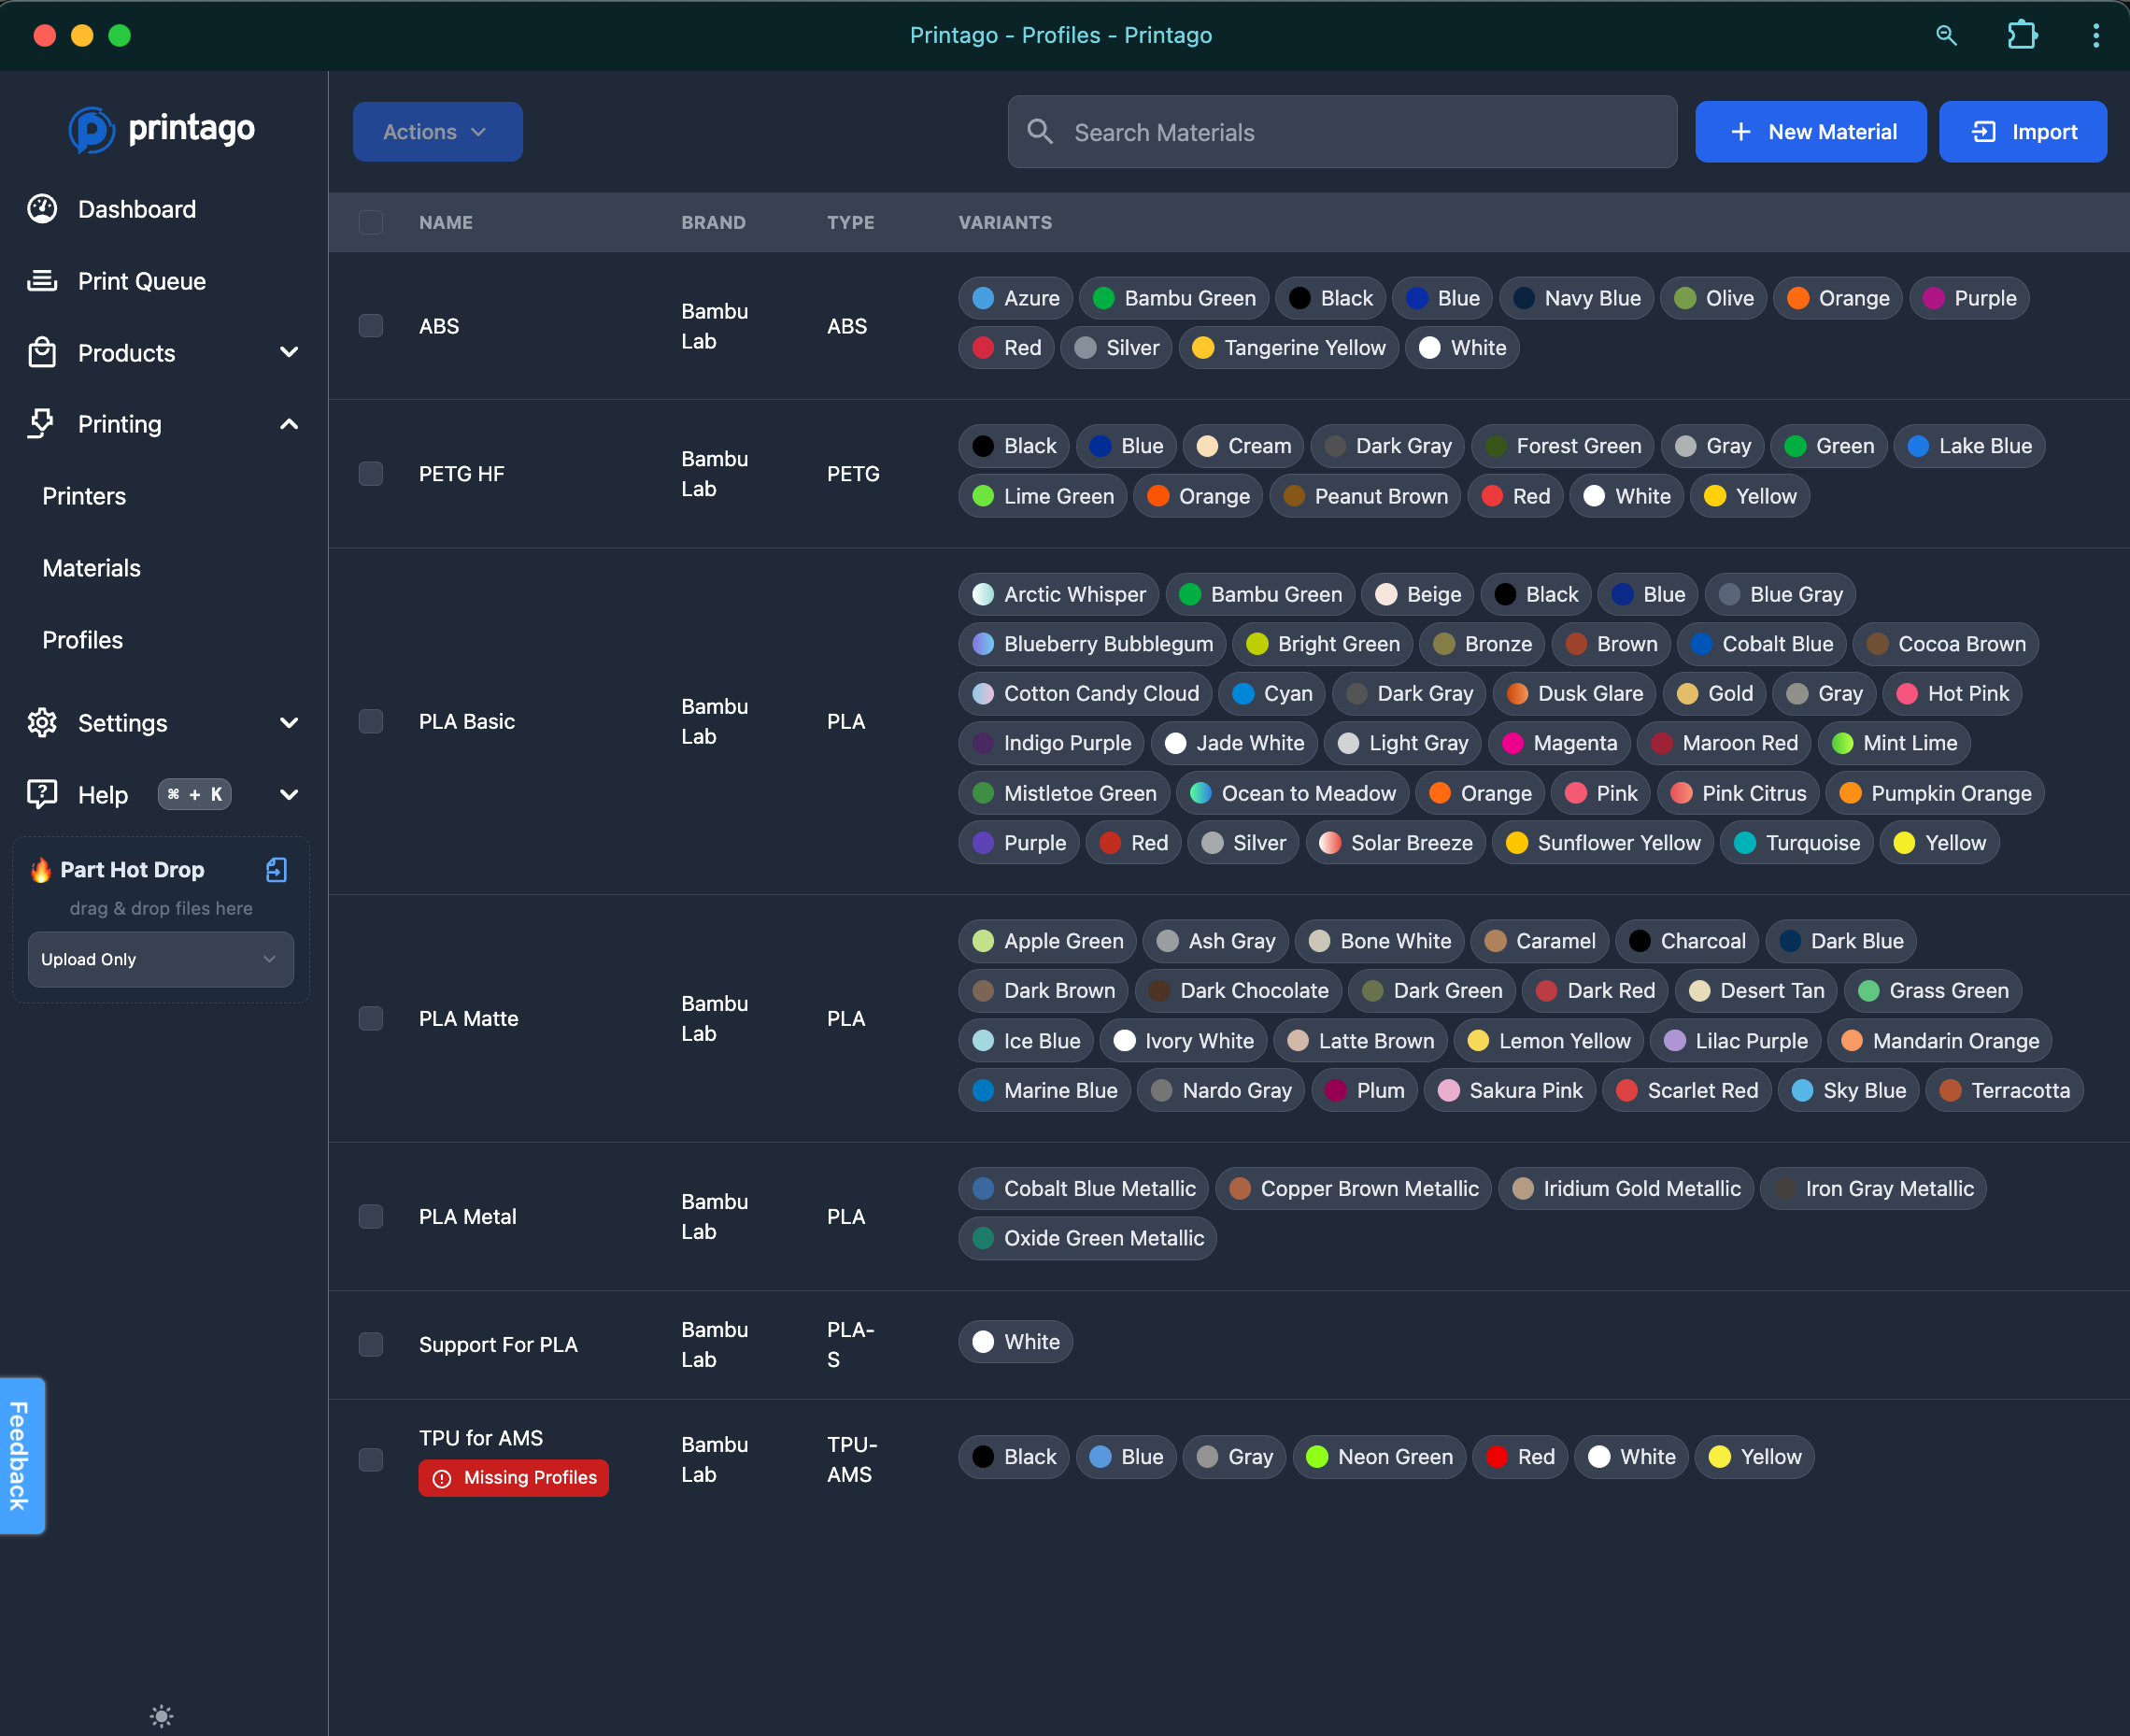 Printago - Profiles - Printago
printago
Dashboard
Print Queue
Products
Printing
Printers
Materials
Profiles
Settings
Help ⌘ + K
🔥 Part Hot Drop
drag & drop files here
Upload Only
Feedback
Actions
Search Materials
New Material
Import
NAME BRAND TYPE VARIANTS
ABS
Bambu
Lab
ABS
Azure Bambu Green Black Blue Navy Blue Olive Orange Purple
Red Silver Tangerine Yellow White
PETG HF
Bambu
Lab
PETG
Black Blue Cream Dark Gray Forest Green Gray Green Lake Blue
Lime Green Orange Peanut Brown Red White Yellow
PLA Basic
Bambu
Lab
PLA
Arctic Whisper Bambu Green Beige Black Blue Blue Gray
Blueberry Bubblegum Bright Green Bronze Brown Cobalt Blue Cocoa Brown
Cotton Candy Cloud Cyan Dark Gray Dusk Glare Gold Gray Hot Pink
Indigo Purple Jade White Light Gray Magenta Maroon Red Mint Lime
Mistletoe Green Ocean to Meadow Orange Pink Pink Citrus Pumpkin Orange
Purple Red Silver Solar Breeze Sunflower Yellow Turquoise Yellow
PLA Matte
Bambu
Lab
PLA
Apple Green Ash Gray Bone White Caramel Charcoal Dark Blue
Dark Brown Dark Chocolate Dark Green Dark Red Desert Tan Grass Green
Ice Blue Ivory White Latte Brown Lemon Yellow Lilac Purple Mandarin Orange
Marine Blue Nardo Gray Plum Sakura Pink Scarlet Red Sky Blue Terracotta
PLA Metal
Bambu
Lab
PLA
Cobalt Blue Metallic Copper Brown Metallic Iridium Gold Metallic Iron Gray Metallic
Oxide Green Metallic
Support For PLA
Bambu
Lab
PLA-
S
White
TPU for AMS
Missing Profiles
Bambu
Lab
TPU-
AMS
Black Blue Gray Neon Green Red White Yellow